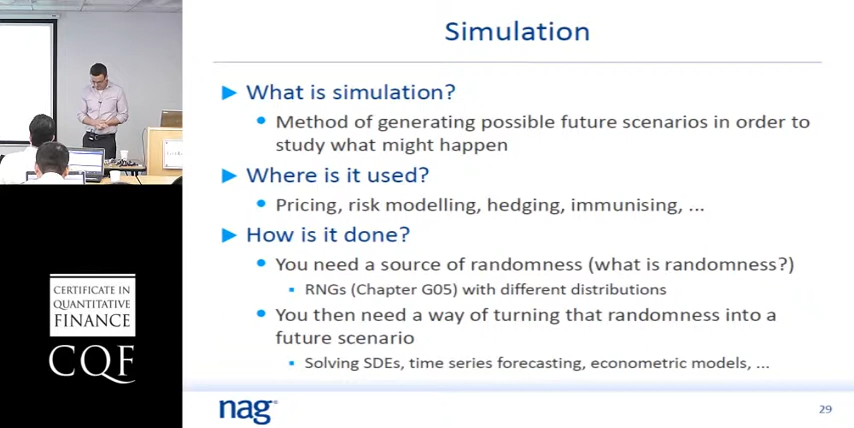 Simulation
What is simulation?
Method of generating possible future scenarios in order to
study what might happen
Where is it used?
Pricing, risk modelling, hedging, immunising, ...
How is it done?
You need a source of randomness (what is randomness?)
RNGs (Chapter G05) with different distributions
You then need a way of turning that randomness into a
future scenario
Solving SDEs, time series forecasting, econometric models, ...
CERTIFICATE IN
QUANTITATIVE
FINANCE
CQF
nag
29